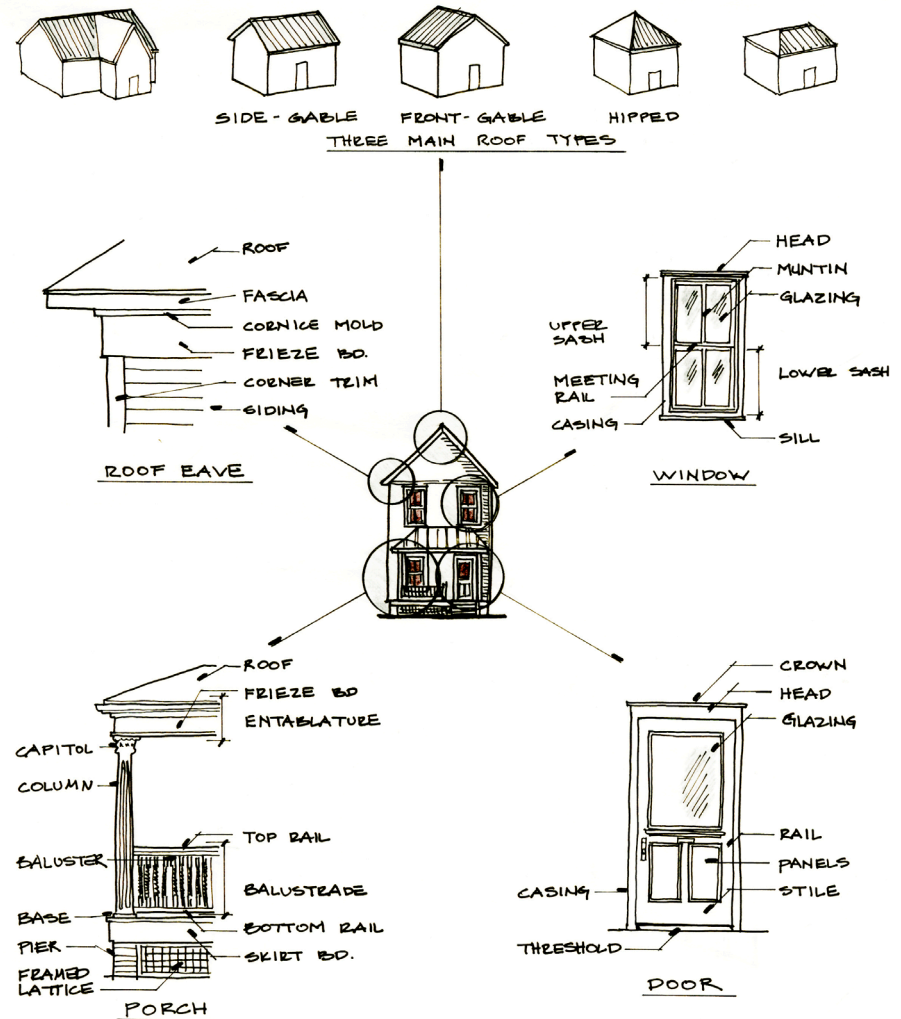 SIDE-GABLE
FRONT-GABLE
HIPPED
THREE MAIN ROOF TYPES
ROOF
FASCIA
CORNICE MOLD
FRIEZE BD.
CORNER TRIM
SIDING
ROOF EAVE
HEAD
MUNTIN
GLAZING
UPPER
SASH
MEETING
RAIL
LOWER SASH
CASING
SILL
WINDOW
ROOF
FRIEZE BD
ENTABLATURE
CAPITOL
COLUMN
TOP RAIL
BALUSTER
BALUSTRADE
BASE
BOTTOM RAIL
PIER
SKIRT BD.
FRAMED
LATTICE
PORCH
CROWN
HEAD
GLAZING
RAIL
PANELS
STILE
CASING
THRESHOLD
DOOR